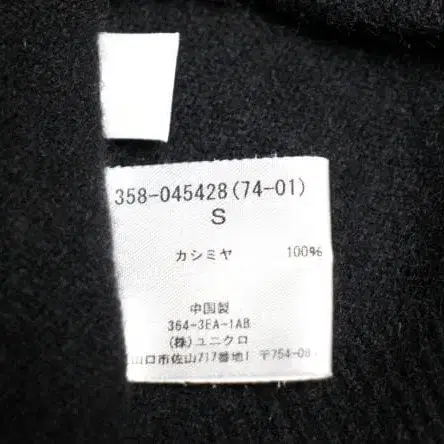 358-045428(74-01)
S
カシミヤ 100%
中国製
364-3EA-1AB
(株)ユニクロ
山口市佐山717番地1 〒754-08